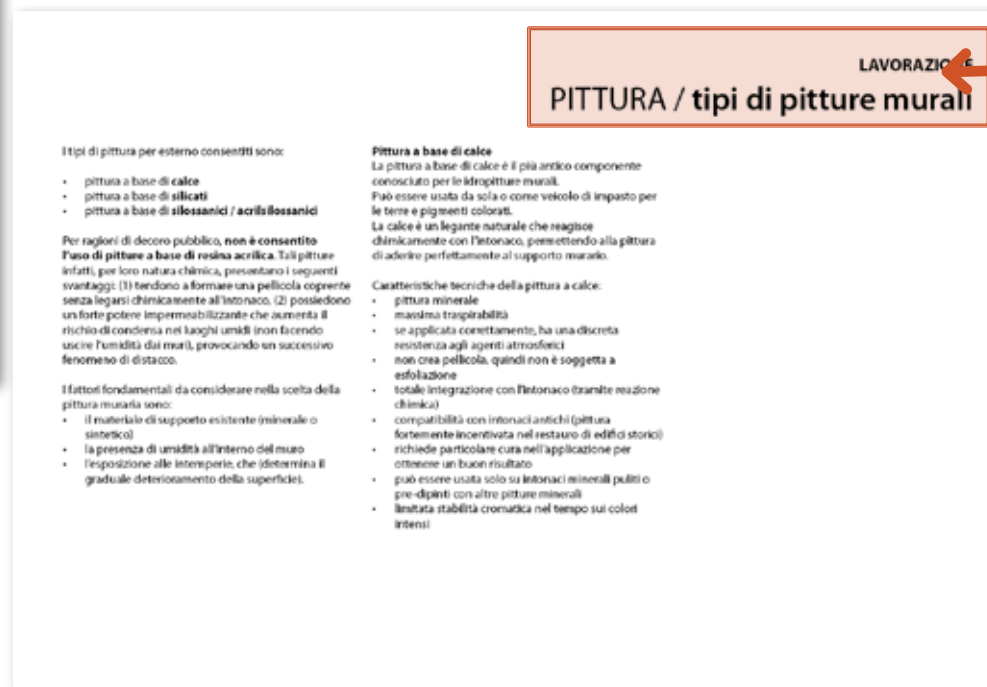 LAVORAZIONE
PITTURA / tipi di pitture murali
I tipi di pittura per esterno consentiti sono:
• pittura a base di calce
• pittura a base di silicati
• pittura a base di silossanici / acrilsilossanici
Per ragioni di decoro pubblico, non è consentito
l'uso di pitture a base di resina acrilica. Tali pitture
infatti, per loro natura chimica, presentano i seguenti
svantaggi: (1) tendono a formare una pellicola coprente
senza legarsi chimicamente all'intonaco, (2) possiedono
un forte potere impermeabilizzante che aumenta il
rischio di condensa nei luoghi umidi (non facendo
uscire l'umidità dai muri), provocando un successivo
fenomeno di distacco.
I fattori fondamentali da considerare nella scelta della
pittura muraria sono:
• il materiale di supporto esistente (minerale o
sintetico)
• la presenza di umidità all'interno del muro
• l'esposizione alle intemperie, che (determina il
graduale deterioramento della superficie).
Pittura a base di calce
La pittura a base di calce è il più antico componente
conosciuto per le idropitture murali.
Può essere usata da sola o come veicolo di impasto per
le terre e pigmenti colorati.
La calce è un legante naturale che reagisce
chimicamente con l'intonaco, permettendo alla pittura
di aderire perfettamente al supporto murario.
Caratteristiche tecniche della pittura a calce:
• pittura minerale
• massima traspirabilità
• se applicata correttamente, ha una discreta
resistenza agli agenti atmosferici
• non crea pellicola, quindi non è soggetta a
esfoliazione
• totale integrazione con l'intonaco (tramite reazione
chimica)
• compatibilità con intonaci antichi (pittura
fortemente incentivata nel restauro di edifici storici)
• richiede particolare cura nell'applicazione per
ottenere un buon risultato
• può essere usata solo su intonaci minerali puliti o
pre-dipinti con altre pitture minerali
• limitata stabilità cromatica nel tempo sui colori
intensi